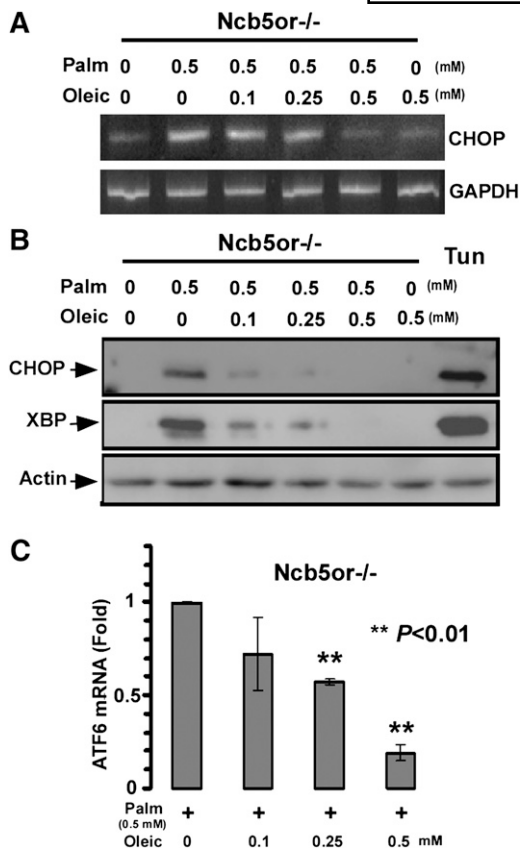 A
Ncb5or-/-
Palm 0 0.5 0.5 0.5 0.5 0 (mM)
Oleic 0 0 0.1 0.25 0.5 0.5 (mM)
CHOP
GAPDH
B
Ncb5or-/- Tun
Palm 0 0.5 0.5 0.5 0.5 0 (mM)
Oleic 0 0 0.1 0.25 0.5 0.5 (mM)
CHOP
XBP
Actin
C
Ncb5or-/-
ATF6 mRNA (Fold)
1
0.5
0
** P<0.01
**
**
Palm + + + +
(0.5 mM)
Oleic 0 0.1 0.25 0.5 mM